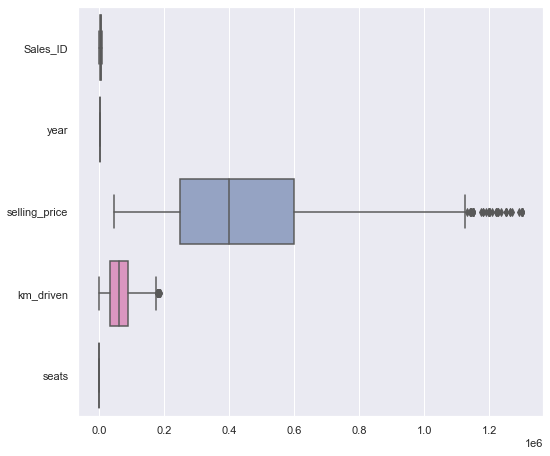 Sales_ID
year
selling_price
km_driven
seats
0.0 0.2 0.4 0.6 0.8 1.0 1.2
1e6